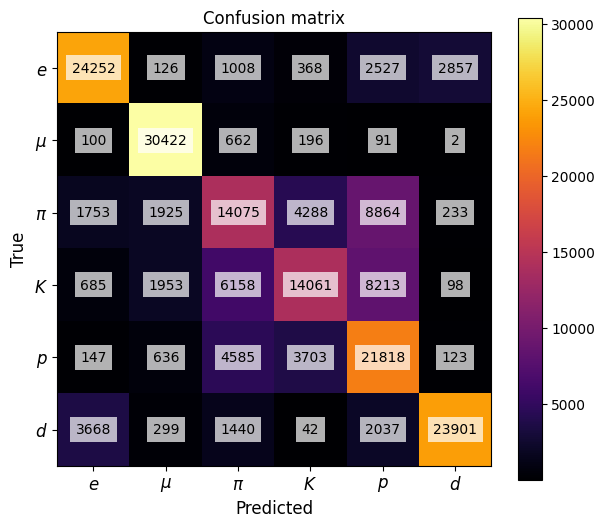 Confusion matrix
True
e 24252 126 1008 368 2527 2857
μ 100 30422 662 196 91 2
π 1753 1925 14075 4288 8864 233
K 685 1953 6158 14061 8213 98
p 147 636 4585 3703 21818 123
d 3668 299 1440 42 2037 23901
e μ π K p d
Predicted
30000
25000
20000
15000
10000
5000